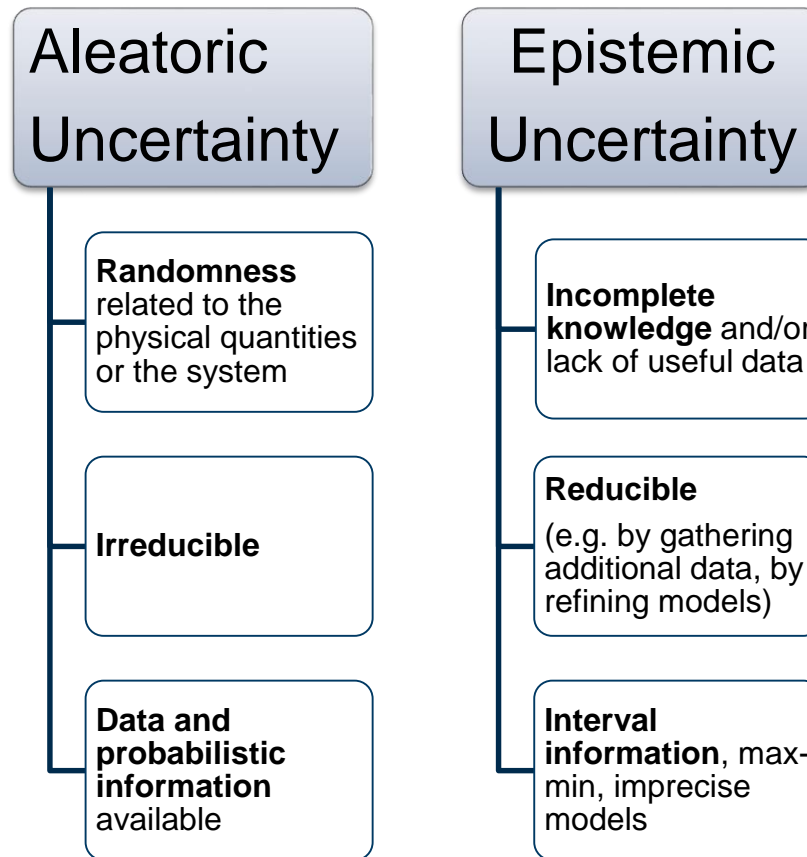 Aleatoric
Uncertainty
Randomness
related to the
physical quantities
or the system
Irreducible
Data and
probabilistic
information
available
Epistemic
Uncertainty
Incomplete
knowledge and/or
lack of useful data
Reducible
(e.g. by gathering
additional data, by
refining models)
Interval
information, max-
min, imprecise
models